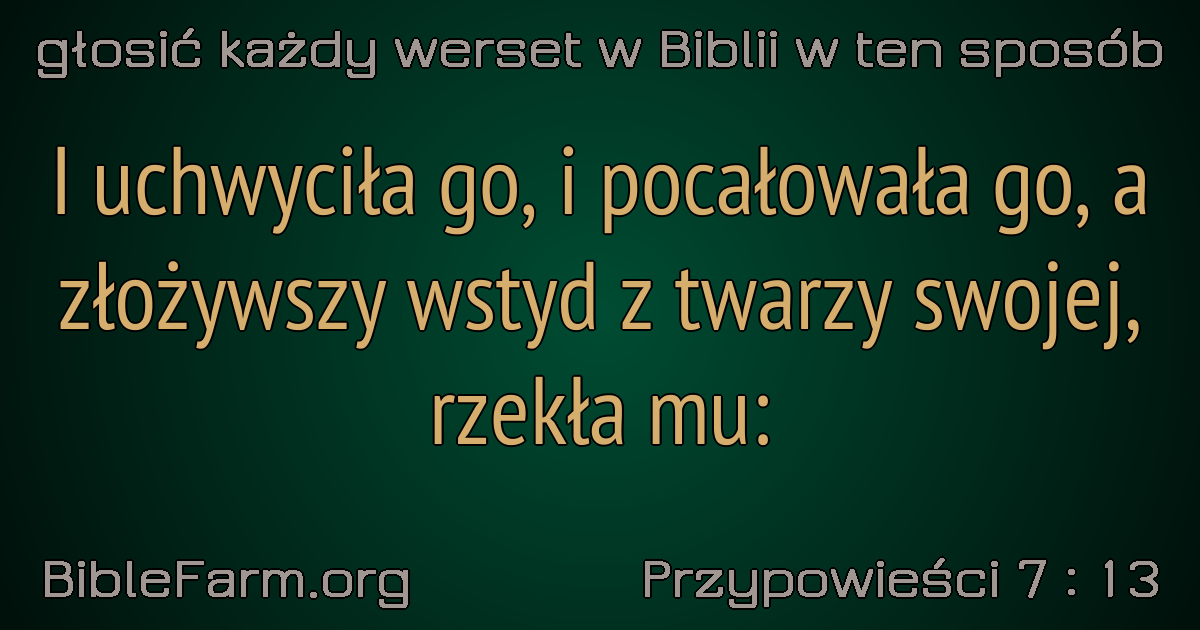 głosić każdy werset w Biblii w ten sposób
I uchwyciła go, i pocałowała go, a
złożywszy wstyd z twarzy swojej,
rzekła mu:
BibleFarm.org
Przypowieści 7 : 13